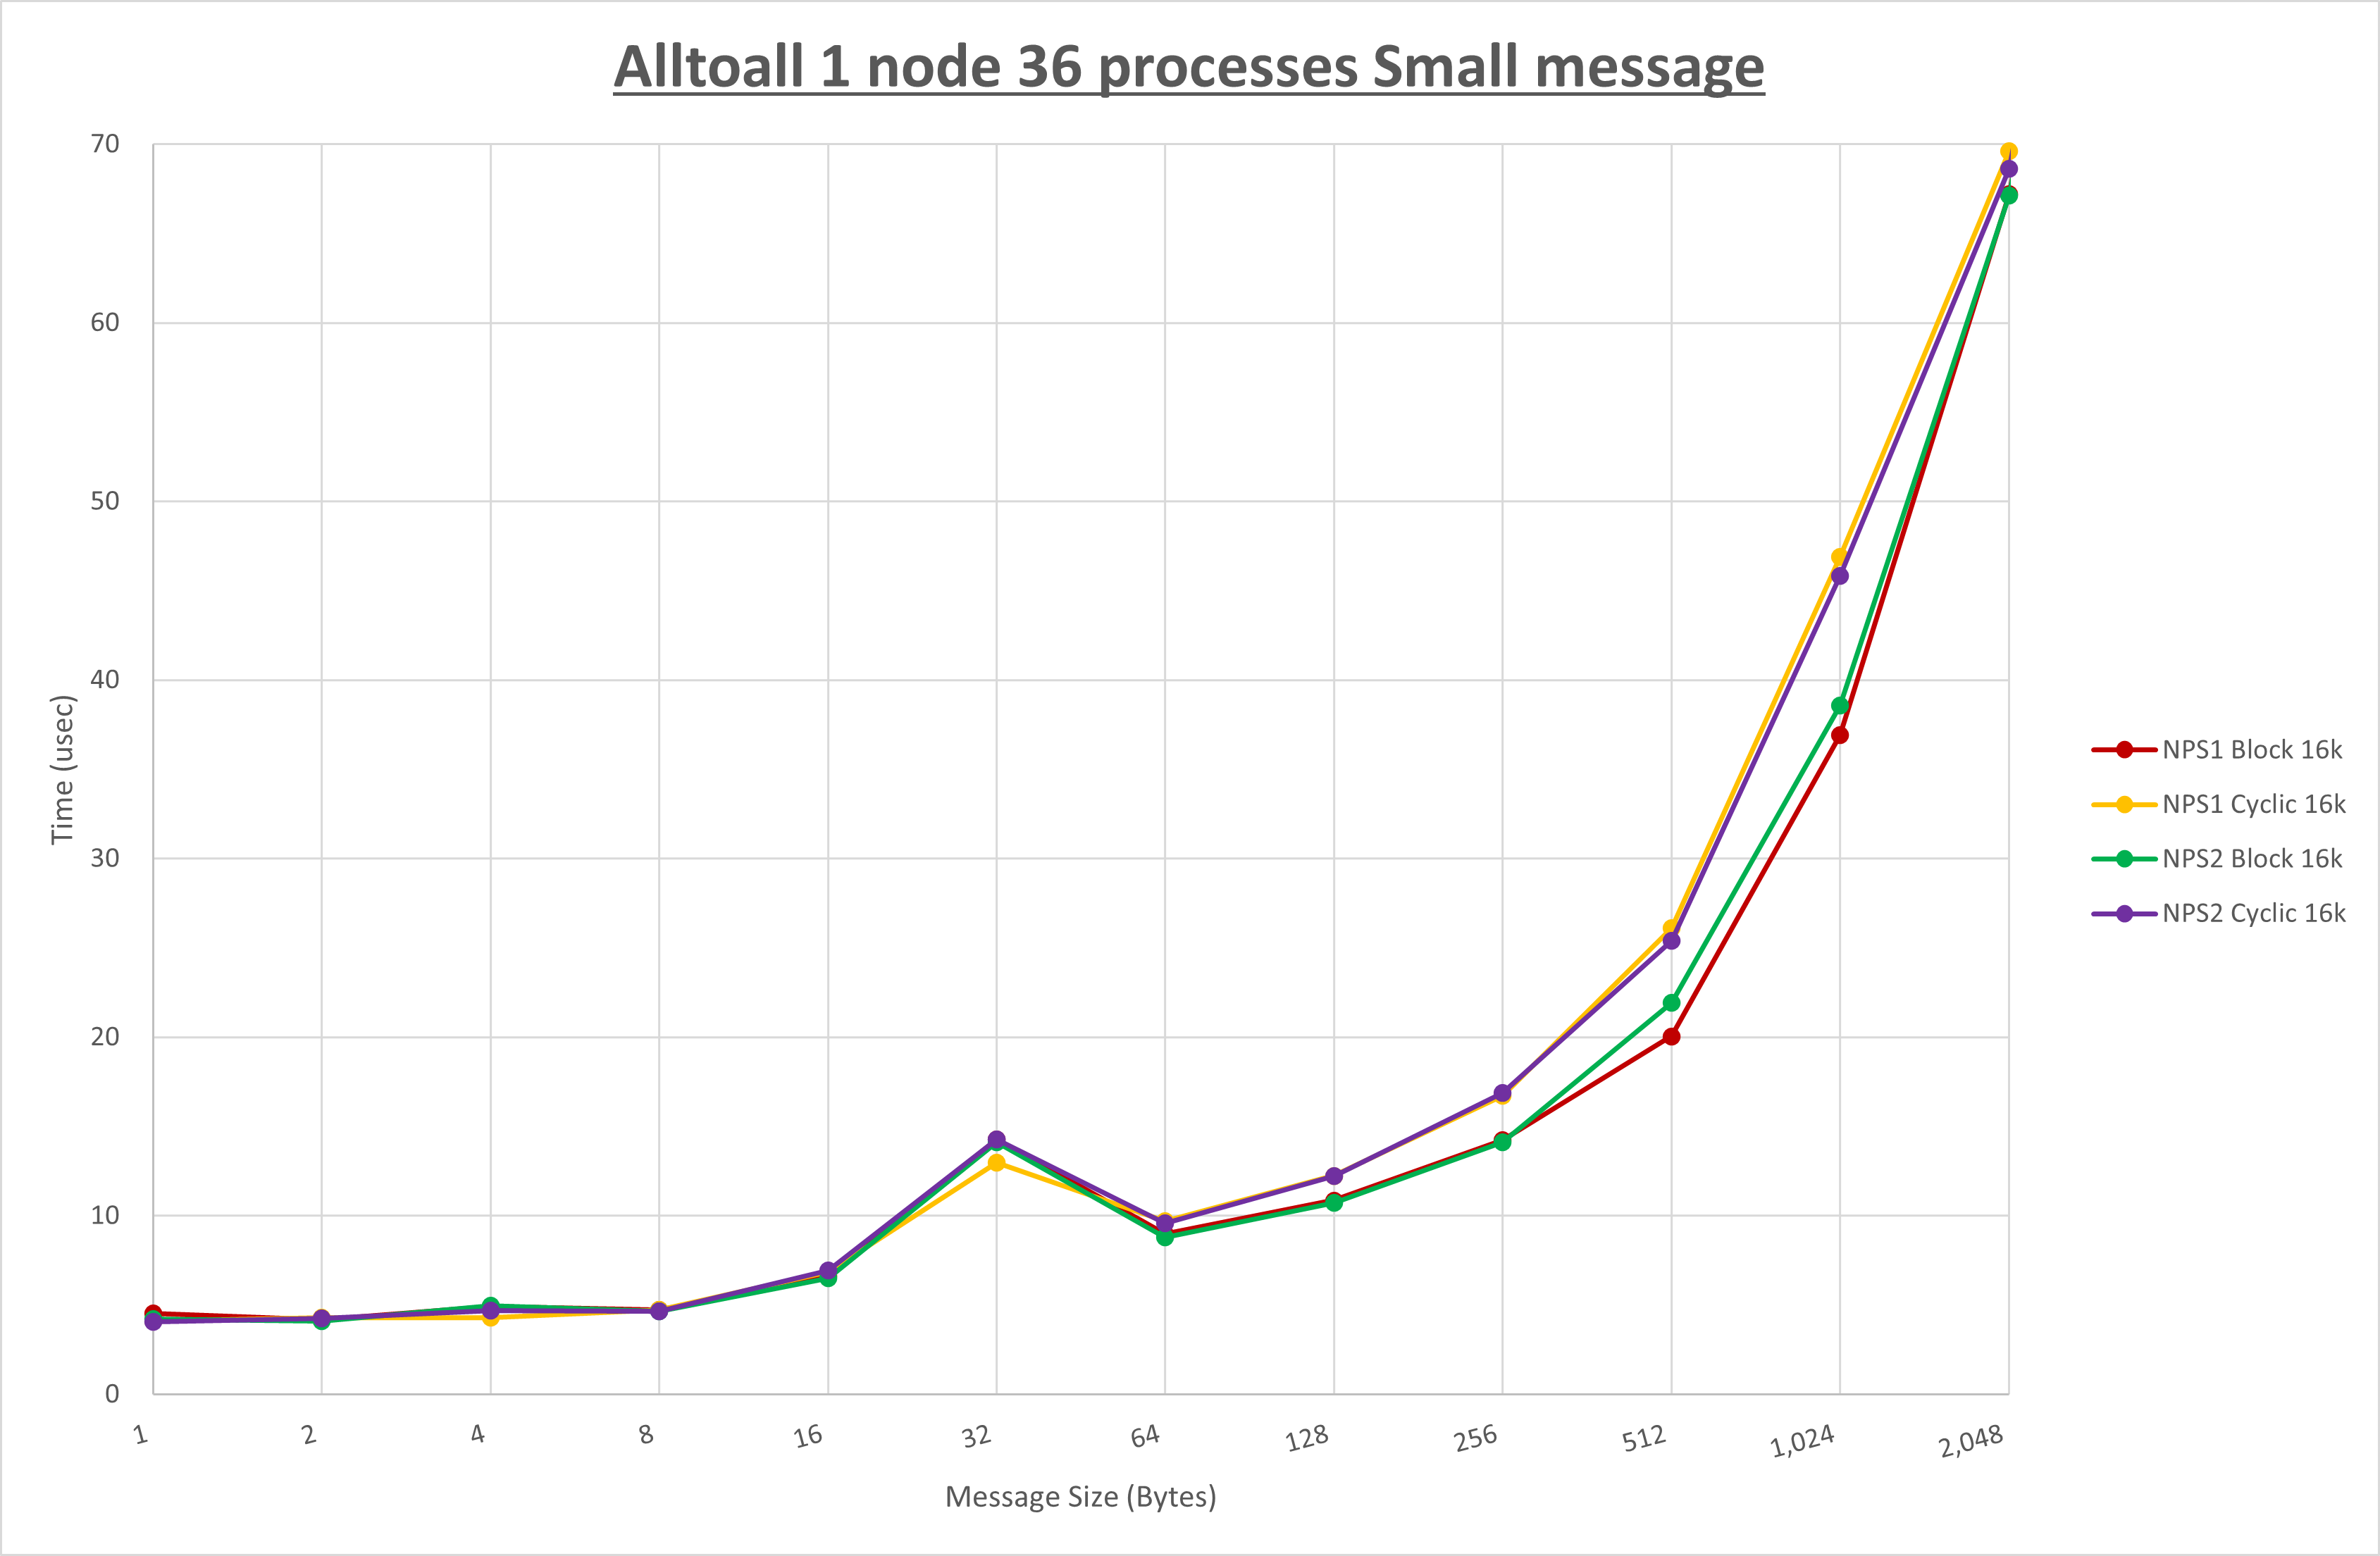 Alltoall 1 node 36 processes Small message
70
60
50
40
30
20
10
0
Time (usec)
1 2 4 8 16 32 64 128 256 512 1,024 2,048
Message Size (Bytes)
NPS1 Block 16k
NPS1 Cyclic 16k
NPS2 Block 16k
NPS2 Cyclic 16k